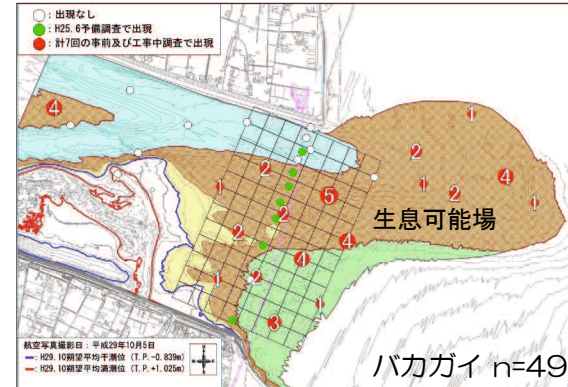 ○：出現なし
●：H25.6予備調査で出現
●：計7回の事前及び工事中調査で出現
4
1
2
2
1
2
4
1
5
1
2
生息可能場
2
4
4
1
2
1
3
航空写真撮影日：平成29年10月5日
H29.10朔望平均干潮位 (T.P.-0.839m)
H29.10朔望平均満潮位 (T.P.+1.025m)
バカガイ n=49